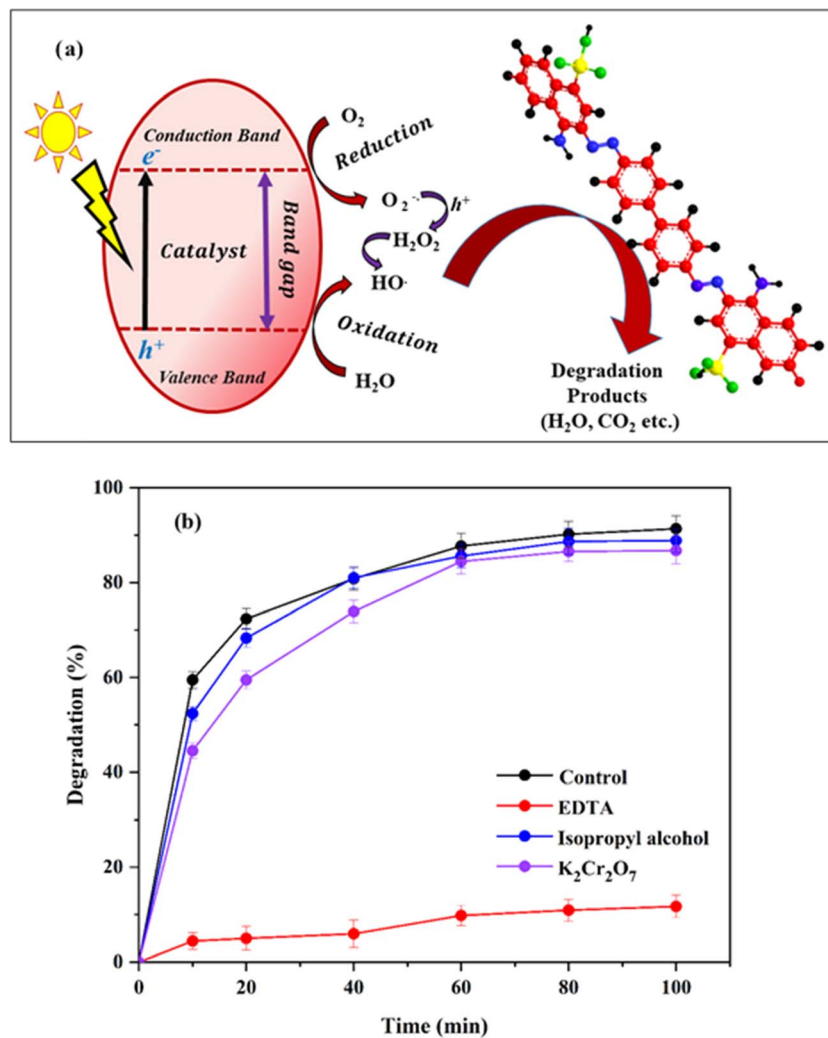 (a)
Conduction Band
e⁻
Catalyst
Band gap
h⁺
Valence Band
O₂
Reduction
O₂⁻· h⁺
H₂O₂
HO·
Oxidation
H₂O
Degradation
Products
(H₂O, CO₂ etc.)
(b)
Degradation (%)
100
80
60
40
20
0
Control
EDTA
Isopropyl alcohol
K₂Cr₂O₇
0 20 40 60 80 100
Time (min)